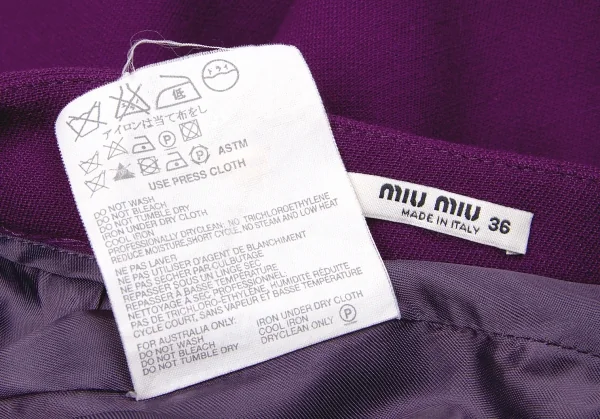 低 ドライ
アイロンは当て布をし
P
P ASTM
USE PRESS CLOTH
DO NOT WASH
DO NOT BLEACH
DO NOT TUMBLE DRY
IRON UNDER DRY CLOTH
COOL IRON
PROFESSIONALLY DRYCLEAN: NO TRICHLOROETHYLENE
REDUCE MOISTURE,SHORT CYCLE, NO STEAM AND LOW HEAT
NE PAS LAVER
NE PAS UTILISER D'AGENT DE BLANCHIMENT
NE PAS SECHER PAR CULBUTAGE
REPASSER SOUS UN LINGE SEC
REPASSER A BASSE TEMPERATURE
NETTOYAGE A SEC PROFESSIONNEL:
PAS DE TRICHLORO-ETHYLENE, HUMIDITE REDUITE
CYCLE COURT, SANS VAPEUR ET BASSE TEMPERATURE
FOR AUSTRALIA ONLY:
DO NOT WASH
DO NOT BLEACH
DO NOT TUMBLE DRY
IRON UNDER DRY CLOTH
COOL IRON
DRYCLEAN ONLY P
miu miu
MADE IN ITALY 36